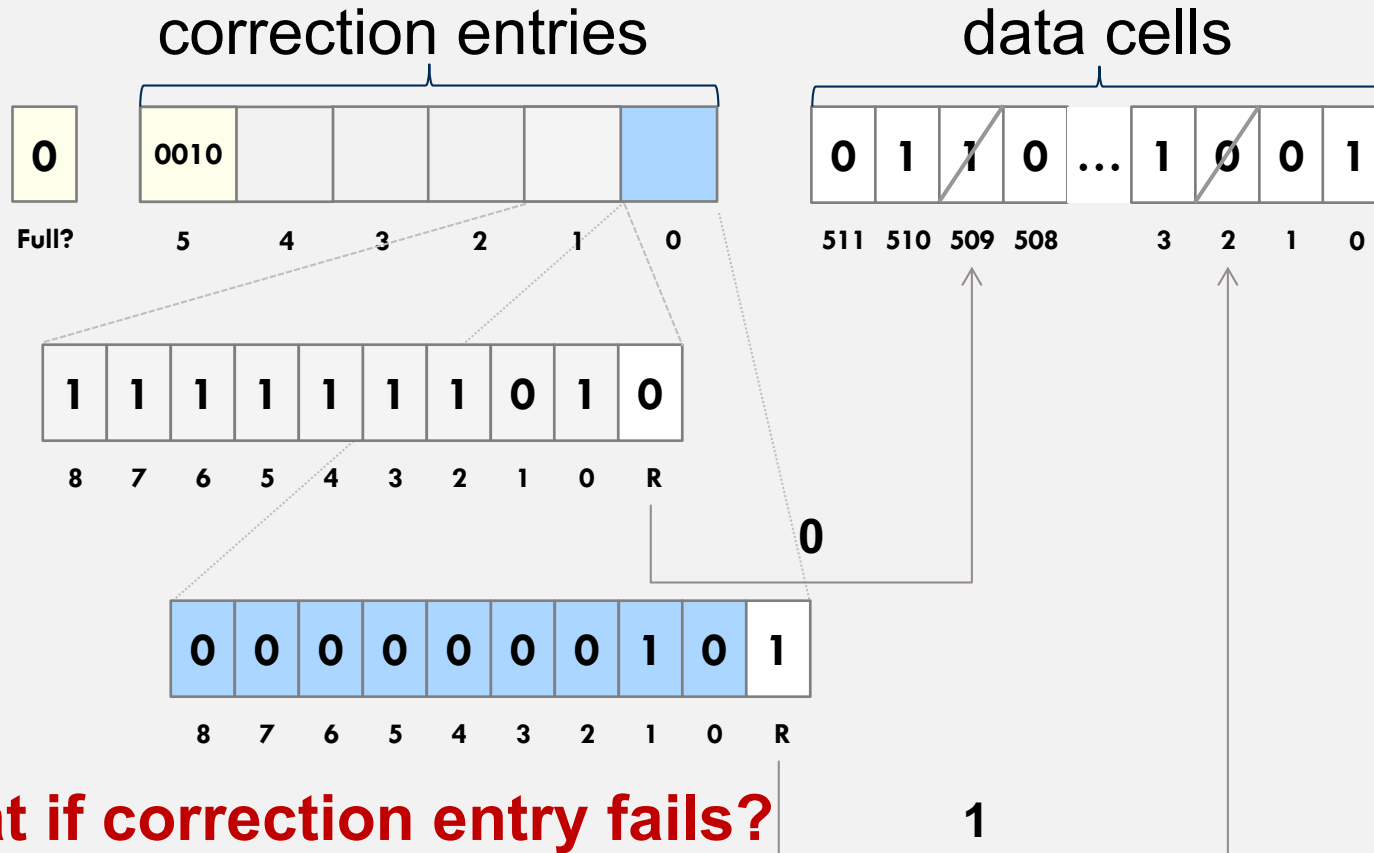 correction entries data cells
0 0010 0 1 1 0 ... 1 0 0 1
Full? 5 4 3 2 1 0 511 510 509 508 3 2 1 0
1 1 1 1 1 1 1 0 1 0
8 7 6 5 4 3 2 1 0 R
0
0 0 0 0 0 0 0 1 0 1
8 7 6 5 4 3 2 1 0 R
at if correction entry fails? 1